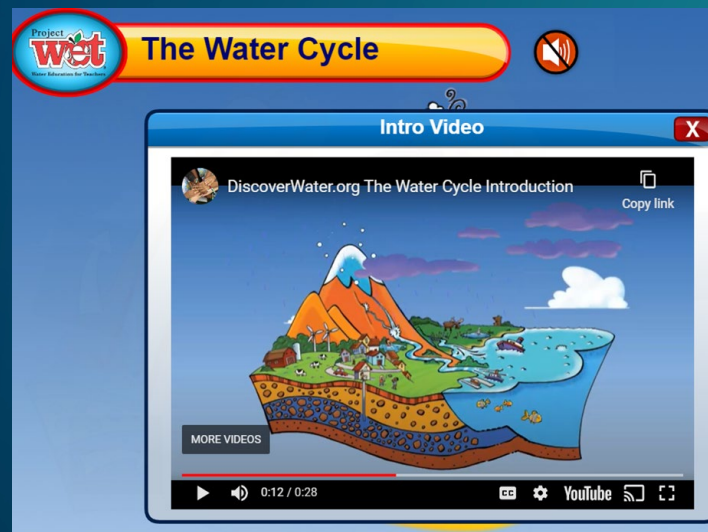 Project
WET
Water Education for Teachers
The Water Cycle
Intro Video
X
DiscoverWater.org The Water Cycle Introduction
Copy link
MORE VIDEOS
0:12 / 0:28
CC
YouTube